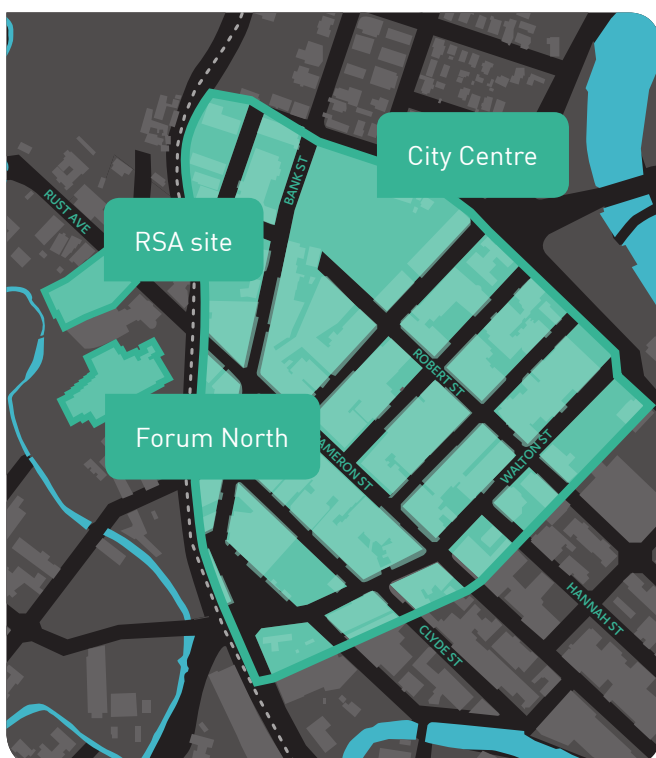 City Centre
BANK ST
RUST AVE
RSA site
ROBERT ST
Forum North
AMERON ST
WALTON ST
HANNAH ST
CLYDE ST